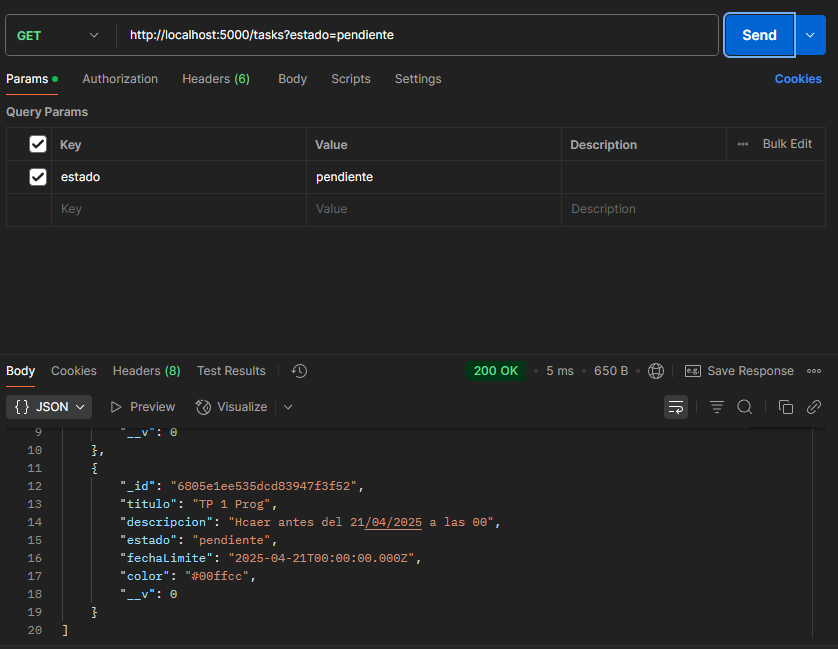 GET http://localhost:5000/tasks?estado=pendiente Send
Params Authorization Headers (6) Body Scripts Settings Cookies
Query Params
Key Value Description ••• Bulk Edit
estado pendiente
Key Value Description
Body Cookies Headers (8) Test Results 200 OK • 5 ms • 650 B • e.g. Save Response •••
{ } JSON Preview Visualize
9 "__v": 0
10 },
11 {
12 "_id": "6805e1ee535dcd83947f3f52",
13 "titulo": "TP 1 Prog",
14 "descripcion": "Hcaer antes del 21/04/2025 a las 00",
15 "estado": "pendiente",
16 "fechaLimite": "2025-04-21T00:00:00.000Z",
17 "color": "#00ffcc",
18 "__v": 0
19 }
20 ]